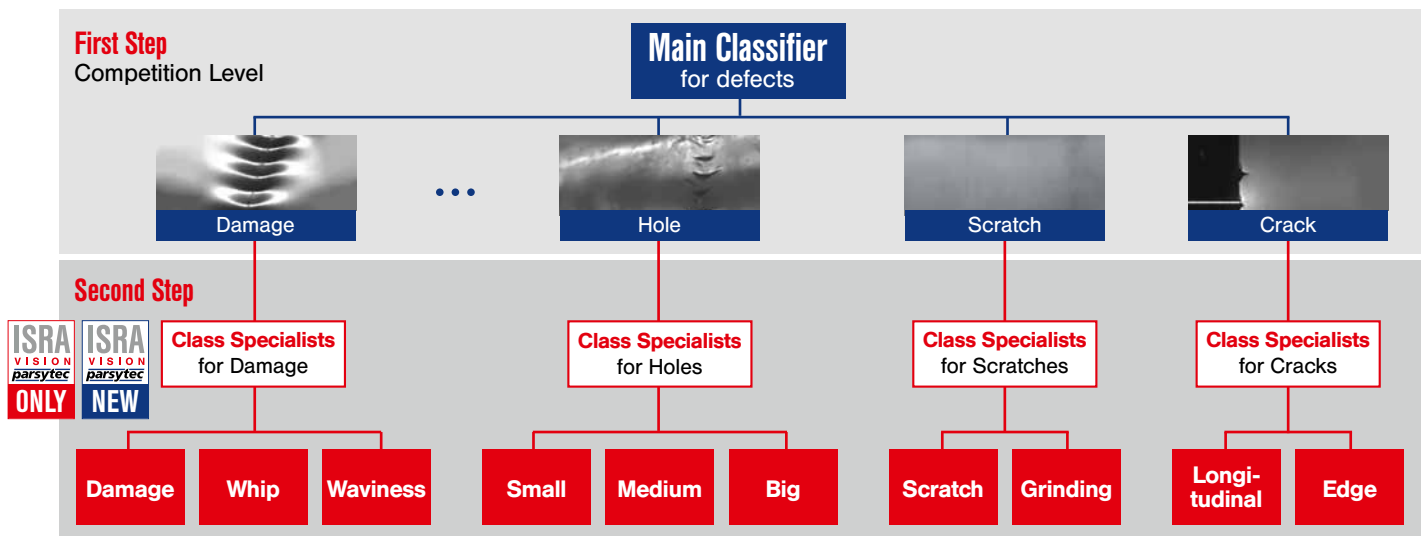 First Step
Competition Level
Main Classifier
for defects
...
Damage
Hole
Scratch
Crack
Second Step
ISRA
VISION
parsytec
ONLY
ISRA
VISION
parsytec
NEW
Class Specialists
for Damage
Class Specialists
for Holes
Class Specialists
for Scratches
Class Specialists
for Cracks
Damage
Whip
Waviness
Small
Medium
Big
Scratch
Grinding
Longi-
tudinal
Edge